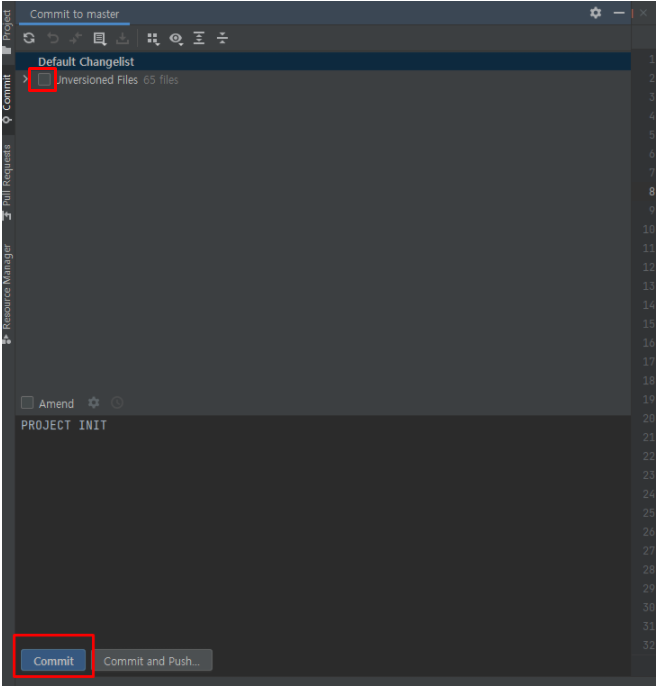 Commit to master
Project
Commit
Pull Requests
Resource Manager
Default Changelist
Unversioned Files 65 files
Amend
PROJECT INIT
Commit
Commit and Push...
1
2
3
4
5
6
7
8
9
10
11
12
13
14
15
16
17
18
19
20
21
22
23
24
25
26
27
28
29
30
31
32